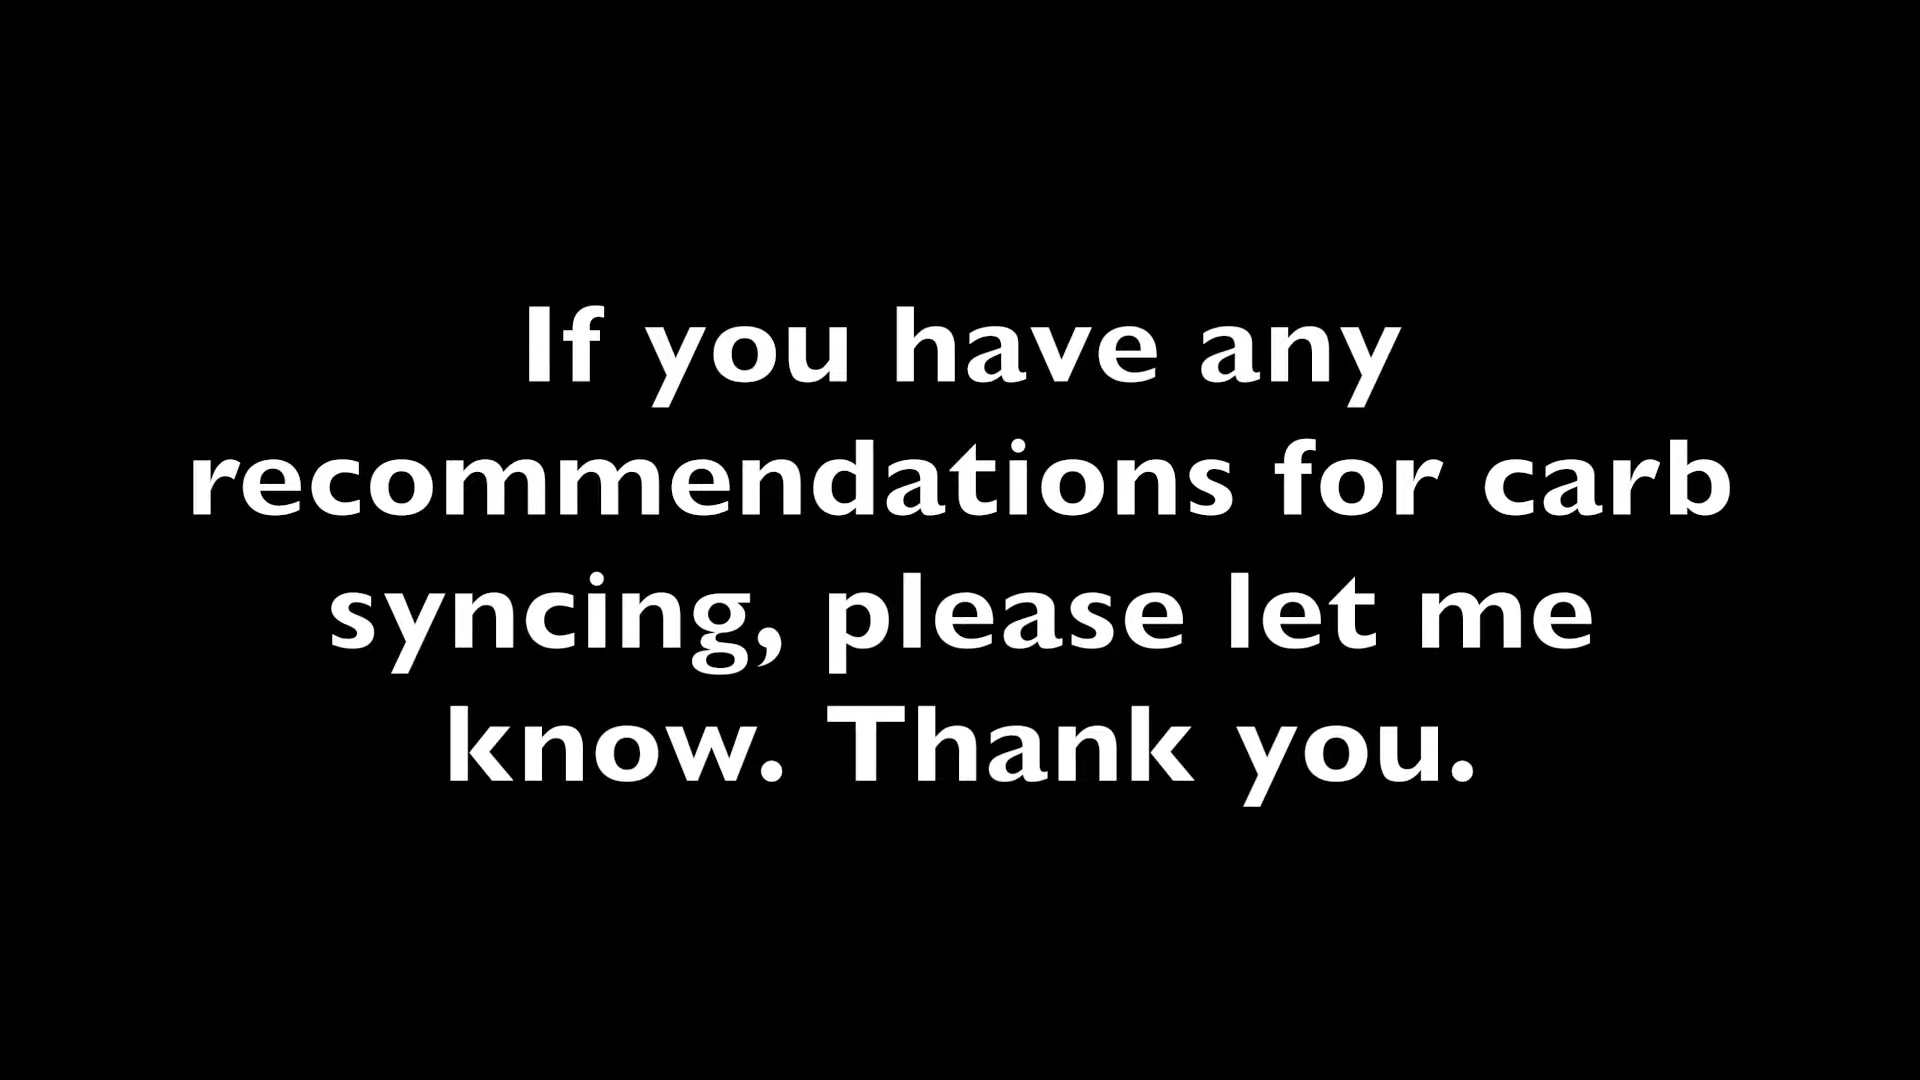 If you have any
recommendations for carb
syncing, please let me
know. Thank you.